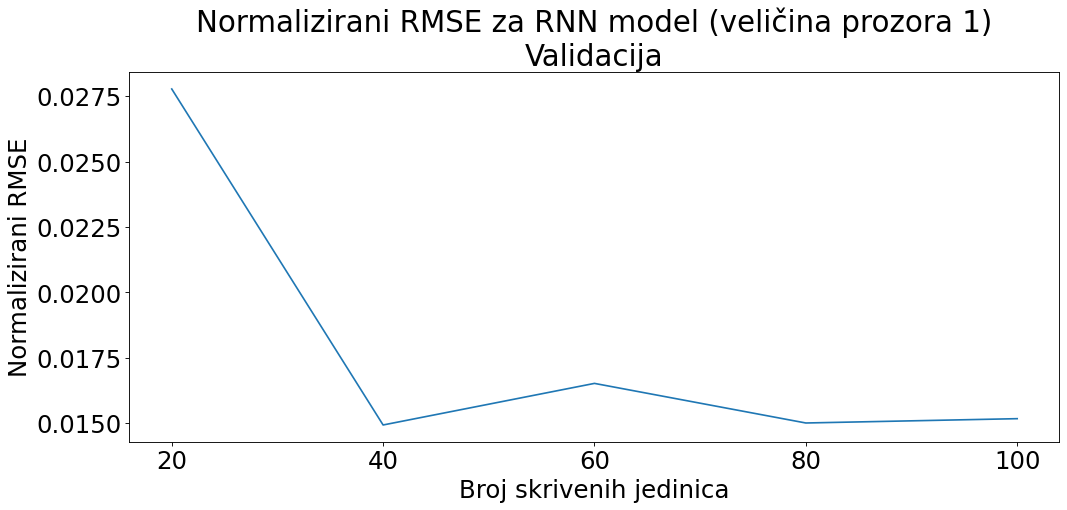 Normalizirani RMSE za RNN model (veličina prozora 1)
Validacija
Normalizirani RMSE
0.0275
0.0250
0.0225
0.0200
0.0175
0.0150
20 40 60 80 100
Broj skrivenih jedinica